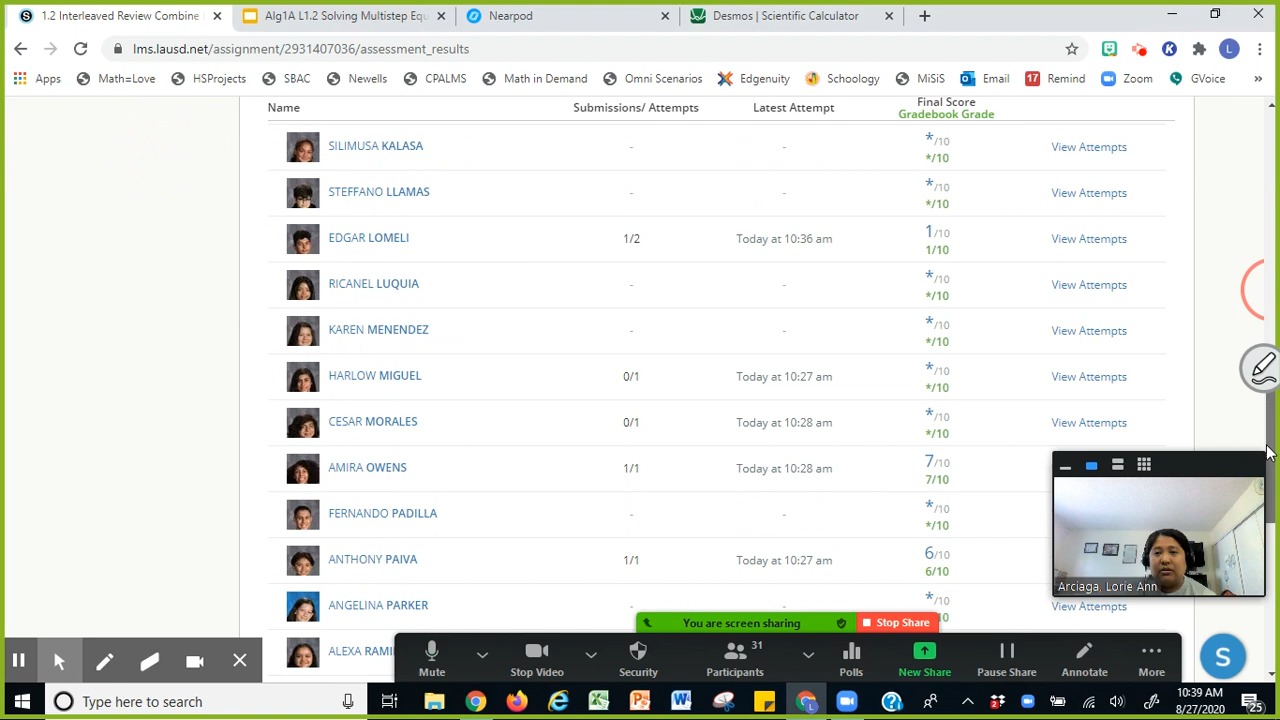 1.2 Interleaved Review Combine
Alg1A L1.2 Solving Multistep Equ
Nearpod
Desmos | Scientific Calculator
lms.lausd.net/assignment/2931407036/assessment_results
L
Apps Math=Love HSProjects SBAC Newells CPALMS Math in Demand Omni Scenarios Edgenuity Schoology MiSiS Email 17 Remind Zoom GVoice »
Name Submissions/ Attempts Latest Attempt Final Score
Gradebook Grade
SILIMUSA KALASA - - */10 View Attempts
*/10
STEFFANO LLAMAS - - */10 View Attempts
*/10
EDGAR LOMELI 1/2 Today at 10:36 am 1/10 View Attempts
1/10
RICANEL LUQUIA - - */10 View Attempts
*/10
KAREN MENENDEZ - - */10 View Attempts
*/10
HARLOW MIGUEL 0/1 Today at 10:27 am */10 View Attempts
*/10
CESAR MORALES 0/1 Today at 10:28 am */10 View Attempts
*/10
AMIRA OWENS 1/1 Today at 10:28 am 7/10
7/10
FERNANDO PADILLA - - */10
*/10
ANTHONY PAIVA 1/1 Today at 10:27 am 6/10
6/10
Arciaga, Lorie Ann
ANGELINA PARKER - */10 View Attempts
10
You are screen sharing Stop Share
ALEXA RAMI
Mute Stop Video Security Participants 31 Polls New Share Pause Share Annotate More
S
Type here to search
10:39 AM
8/27/2020
25